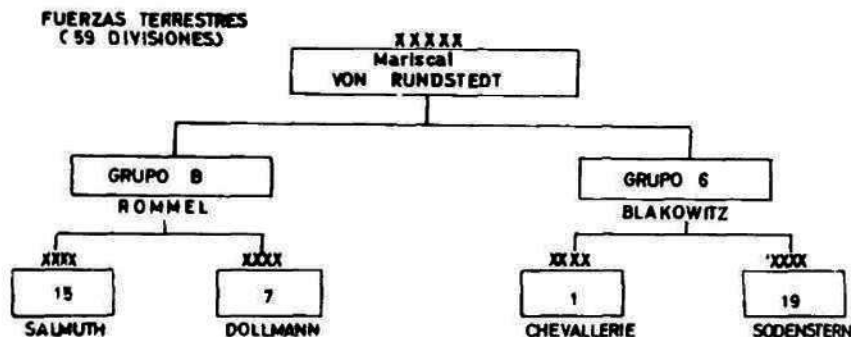 FUERZAS TERRESTRES
(59 DIVISIONES)
XXXXX
Mariscal
VON RUNDSTEDT
GRUPO B
ROMMEL
GRUPO 6
BLAKOWITZ
XXXX
15
SALMUTH
XXXX
7
DOLLMANN
XXXX
1
CHEVALLERIE
XXXX
19
SODENSTERN